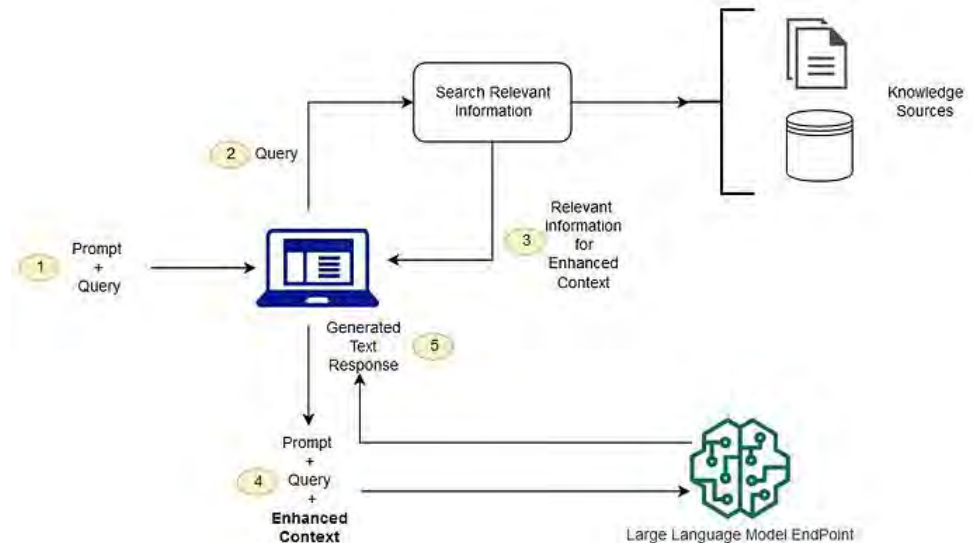 Search Relevant
Information
Knowledge
Sources
2 Query
Relevant
Information
for
Enhanced
Context
3
1
Prompt
+
Query
Generated
Text
Response
5
Prompt
+
Query
+
Enhanced
Context
4
Large Language Model EndPoint